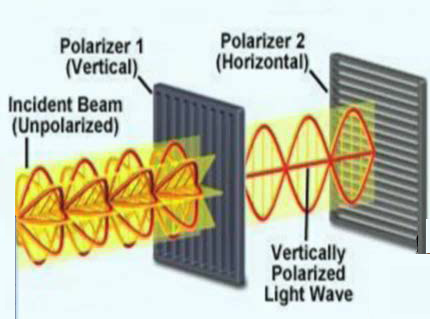 Polarizer 1
(Vertical)
Polarizer 2
(Horizontal)
Incident Beam
(Unpolarized)
Vertically
Polarized
Light Wave